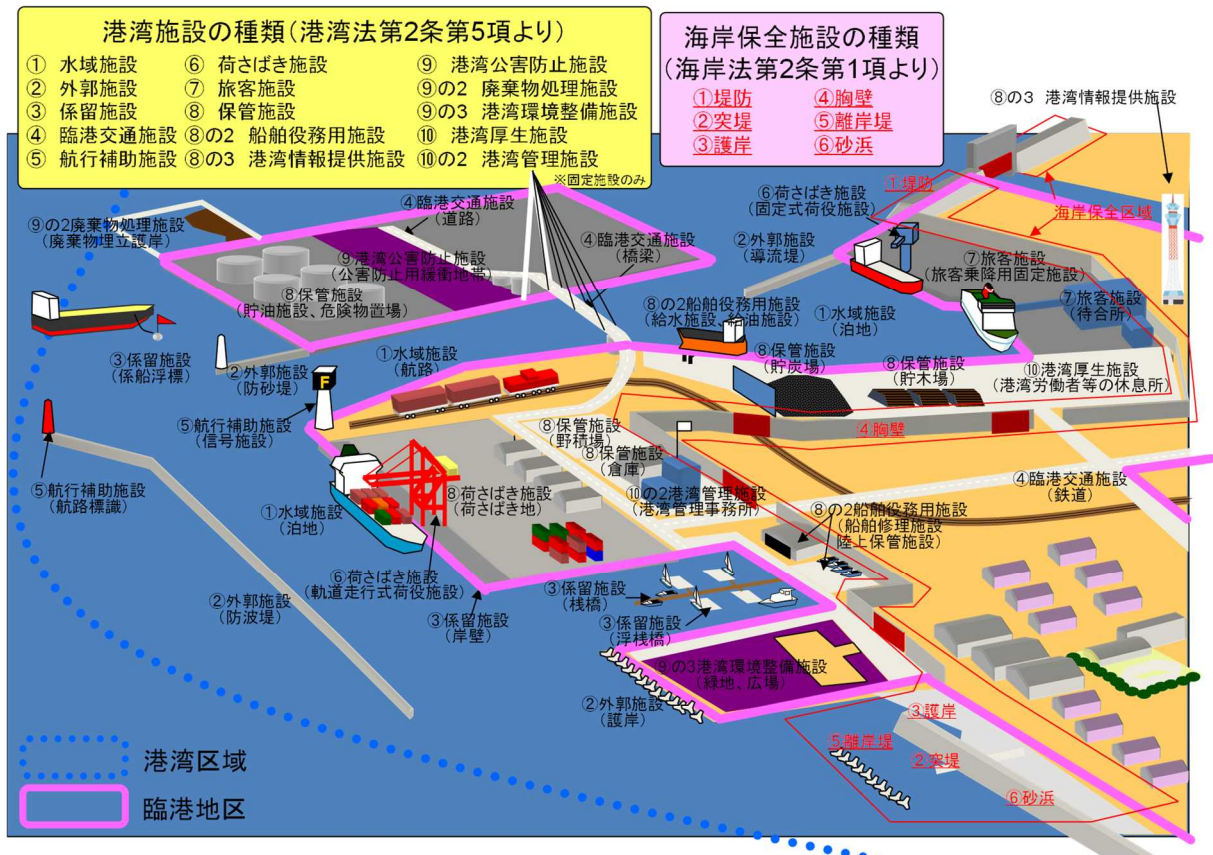 港湾施設の種類(港湾法第2条第5項より)
① 水域施設
② 外郭施設
③ 係留施設
④ 臨港交通施設
⑤ 航行補助施設
⑥ 荷さばき施設
⑦ 旅客施設
⑧ 保管施設
⑧の2 船舶役務用施設
⑧の3 港湾情報提供施設
⑨ 港湾公害防止施設
⑨の2 廃棄物処理施設
⑨の3 港湾環境整備施設
⑩ 港湾厚生施設
⑩の2 港湾管理施設
※固定施設のみ
海岸保全施設の種類
(海岸法第2条第1項より)
①堤防
②突堤
③護岸
④胸壁
⑤離岸堤
⑥砂浜
⑧の3 港湾情報提供施設
①堤防
海岸保全区域
⑥荷さばき施設
(固定式荷役施設)
④臨港交通施設
(道路)
⑨の2廃棄物処理施設
(廃棄物埋立護岸)
④臨港交通施設
(橋梁)
②外郭施設
(導流堤)
⑨港湾公害防止施設
(公害防止用緩衝地帯)
⑦旅客施設
(旅客乗降用固定施設)
⑧保管施設
(貯油施設、危険物置場)
⑧の2船舶役務用施設
(給水施設、給油施設)
①水域施設
(泊地)
⑦旅客施設
(待合所)
③係留施設
(係船浮標)
②外郭施設
(防砂堤)
①水域施設
(航路)
⑧保管施設
(貯炭場)
⑧保管施設
(貯木場)
⑩港湾厚生施設
(港湾労働者等の休息所)
F
⑤航行補助施設
(信号施設)
⑧保管施設
(野積場)
④胸壁
⑧保管施設
(倉庫)
⑤航行補助施設
(航路標識)
⑧荷さばき施設
(荷さばき地)
⑩の2港湾管理施設
(港湾管理事務所)
④臨港交通施設
(鉄道)
①水域施設
(泊地)
⑧の2船舶役務用施設
(船舶修理施設
陸上保管施設)
⑥荷さばき施設
(軌道走行式荷役施設)
③係留施設
(桟橋)
②外郭施設
(防波堤)
③係留施設
(岸壁)
③係留施設
(浮桟橋)
⑨の3港湾環境整備施設
(緑地、広場)
②外郭施設
(護岸)
③護岸
⑤離岸堤
②突堤
⑥砂浜
港湾区域
臨港地区